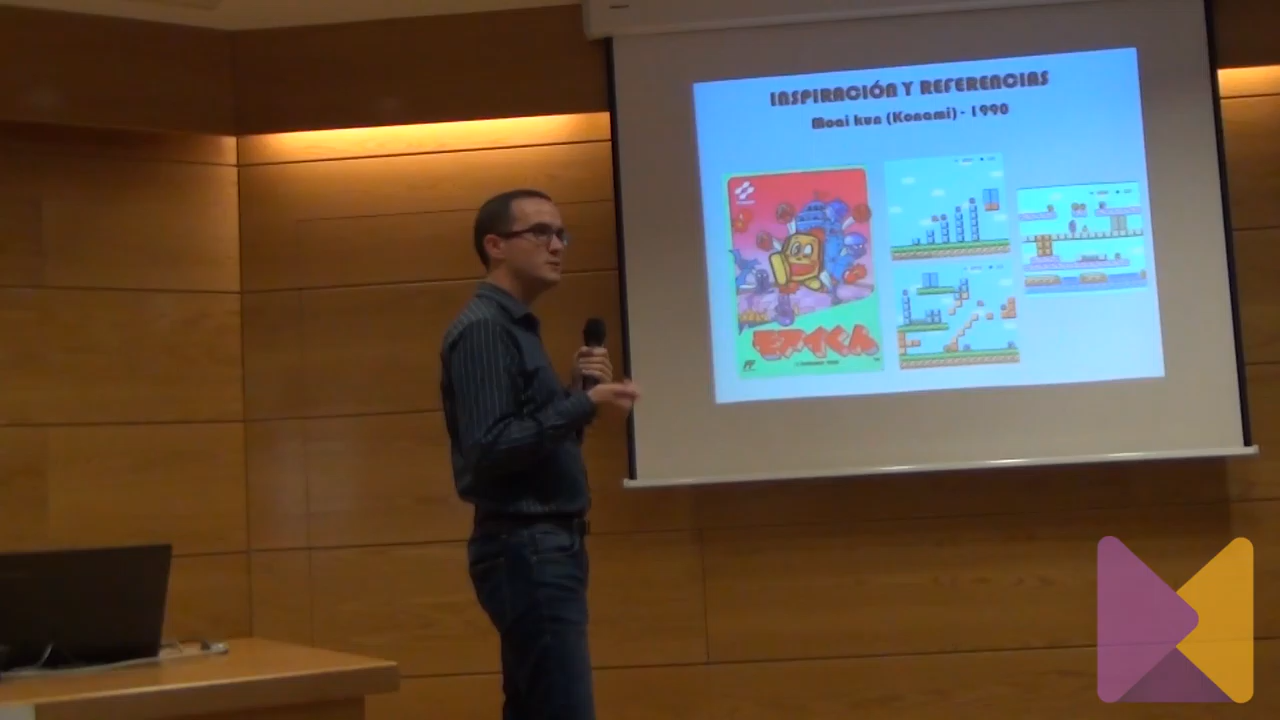 INSPIRACIÓN Y REFERENCIAS
Moai kun (Konami) - 1990
モアイくん